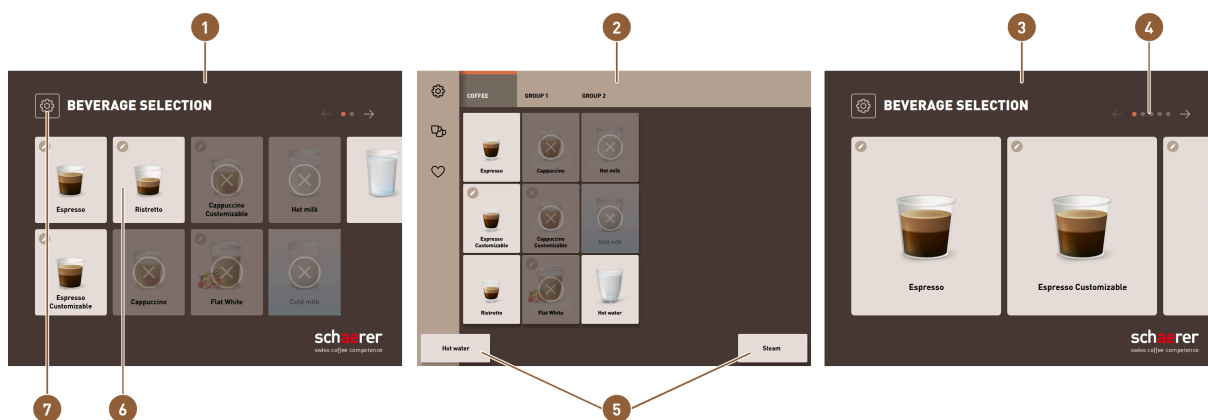 1
2
3
4
BEVERAGE SELECTION
Espresso
Ristretto
Cappuccino
Customizable
Hot milk
Espresso
Customizable
Cappuccino
Flat White
Cold milk
schaerer
swiss coffee competence
COFFEE
GROUP 1
GROUP 2
Espresso
Cappuccino
Hot milk
Espresso
Customizable
Cappuccino
Customizable
Cold milk
Ristretto
Flat White
Hot water
Hot water
Steam
BEVERAGE SELECTION
Espresso
Espresso Customizable
schaerer
swiss coffee competence
7
6
5